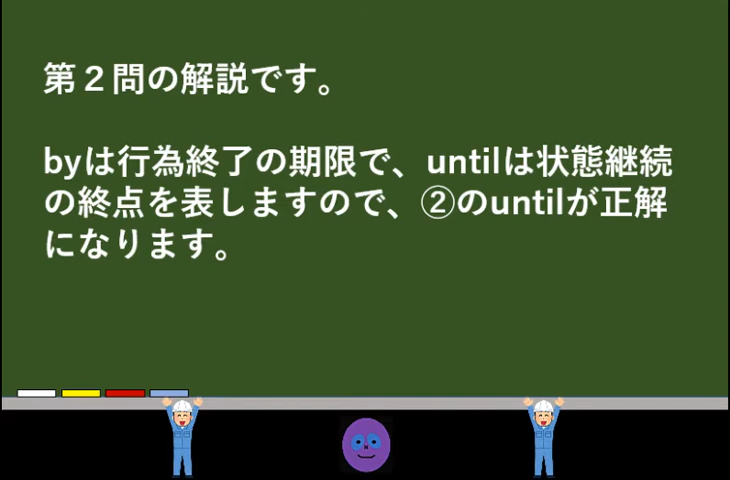 第２問の解説です。
byは行為終了の期限で、untilは状態継続
の終点を表しますので、②のuntilが正解
になります。